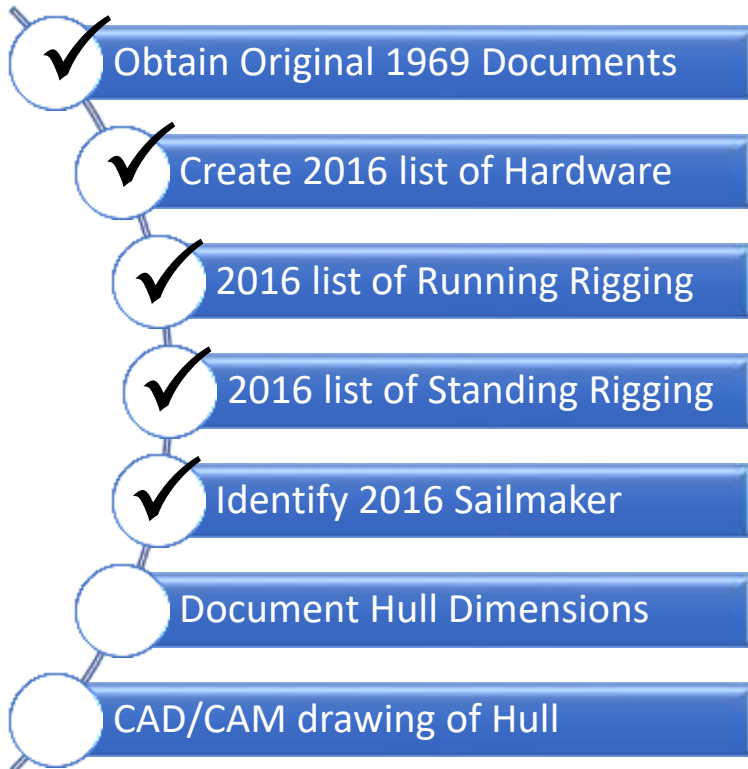 Obtain Original 1969 Documents
Create 2016 list of Hardware
2016 list of Running Rigging
2016 list of Standing Rigging
Identify 2016 Sailmaker
Document Hull Dimensions
CAD/CAM drawing of Hull